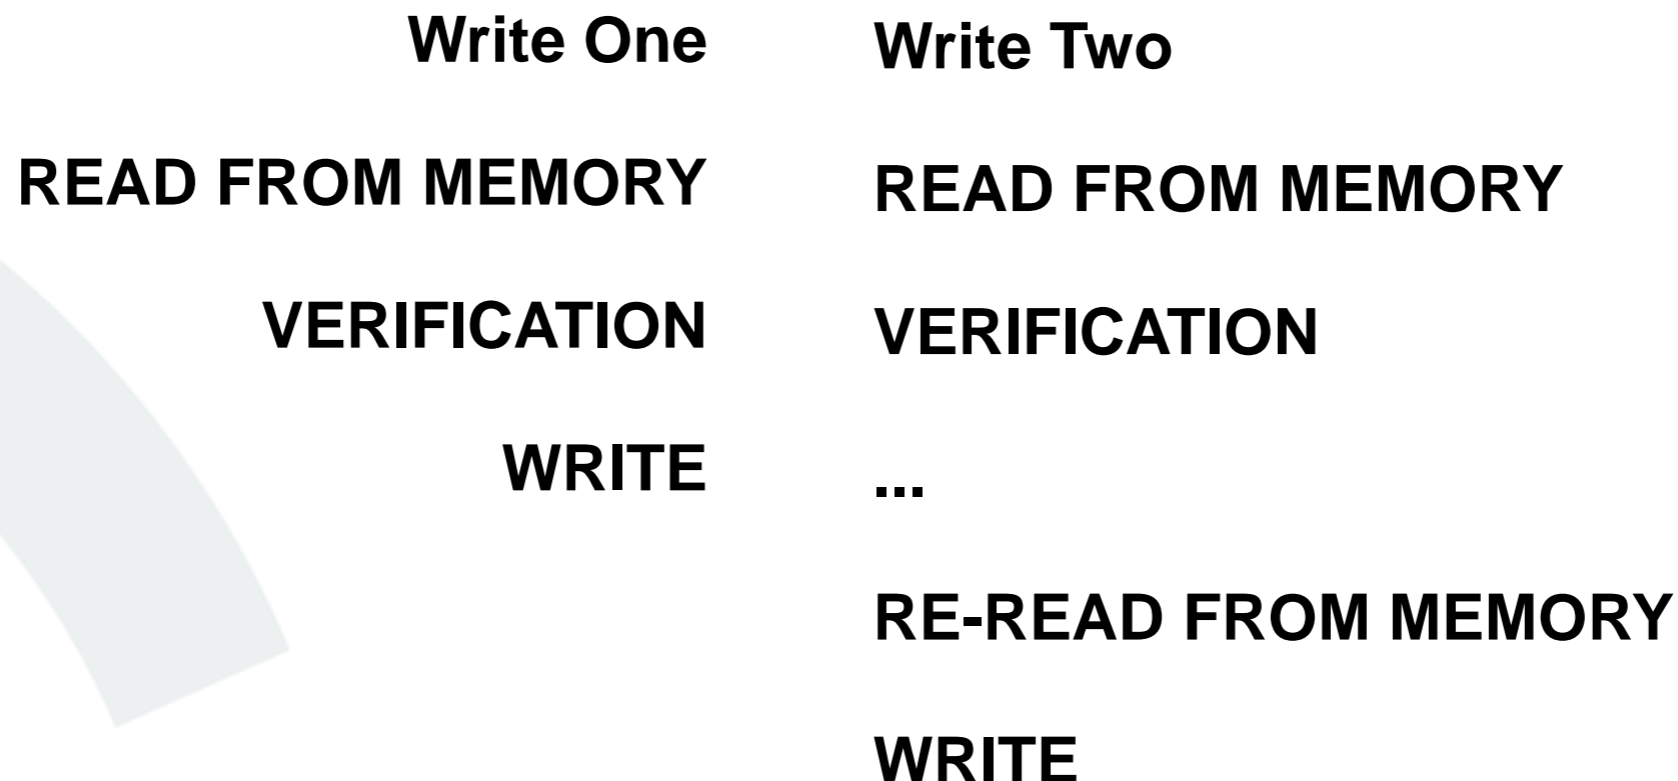 Write One
READ FROM MEMORY
VERIFICATION
WRITE
Write Two
READ FROM MEMORY
VERIFICATION
...
RE-READ FROM MEMORY
WRITE